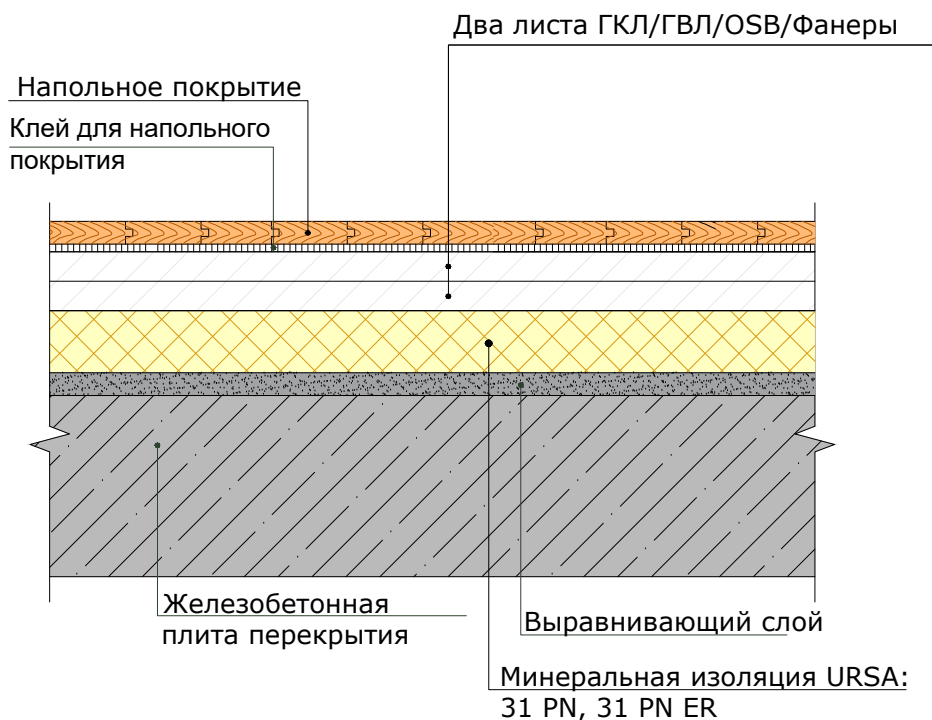 Два листа ГКЛ/ГВЛ/OSB/Фанеры
Напольное покрытие
Клей для напольного
покрытия
Железобетонная
плита перекрытия
Выравнивающий слой
Минеральная изоляция URSA:
31 PN, 31 PN ER